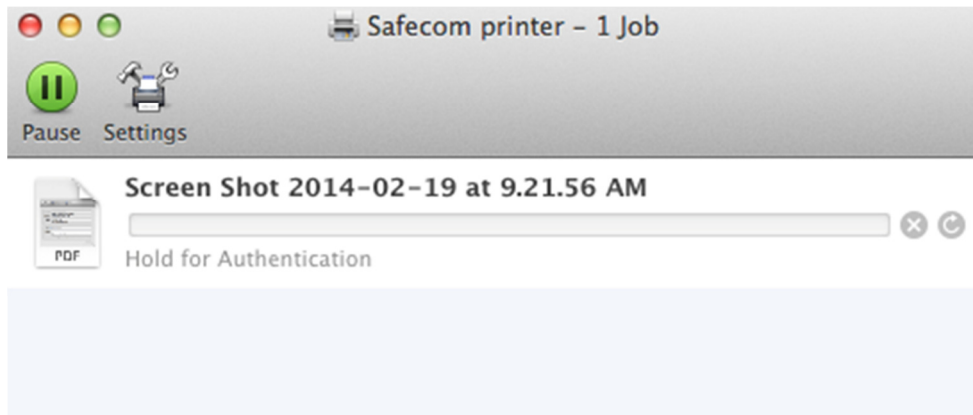 Safecom printer – 1 Job
Pause Settings
Screen Shot 2014-02-19 at 9.21.56 AM
PDF
Hold for Authentication